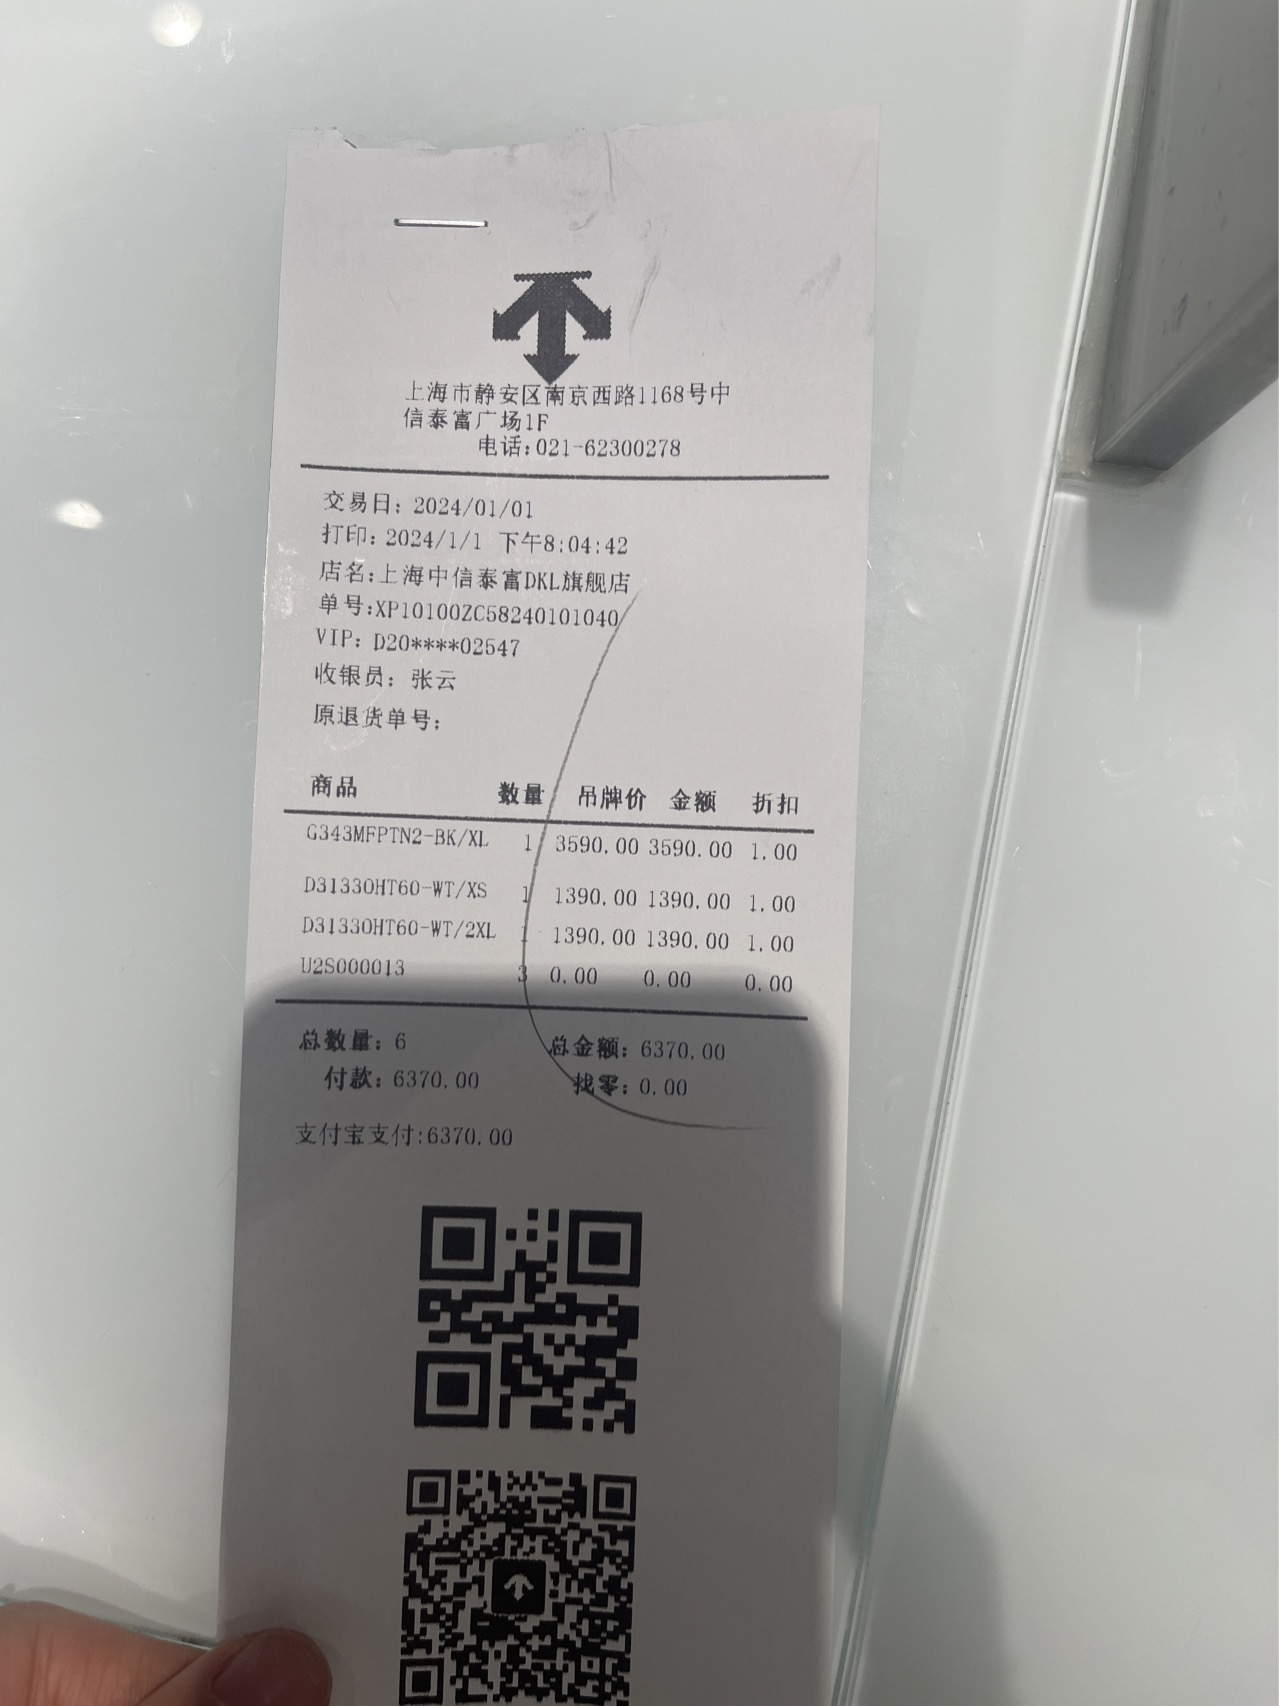 上海市静安区南京西路1168号中
信泰富广场1F
电话:021-62300278
交易日: 2024/01/01
打印: 2024/1/1 下午8:04:42
店名:上海中信泰富DKL旗舰店
单号:XP10100ZC58240101040
VIP: D20****02547
收银员: 张云
原退货单号:
商品 数量 吊牌价 金额 折扣
G343MFPTN2-BK/XL 1 3590.00 3590.00 1.00
D3133OHT60-WT/XS 1 1390.00 1390.00 1.00
D3133OHT60-WT/2XL 1 1390.00 1390.00 1.00
U2S000013 3 0.00 0.00 0.00
总数量: 6 总金额: 6370.00
付款: 6370.00 找零: 0.00
支付宝支付:6370.00